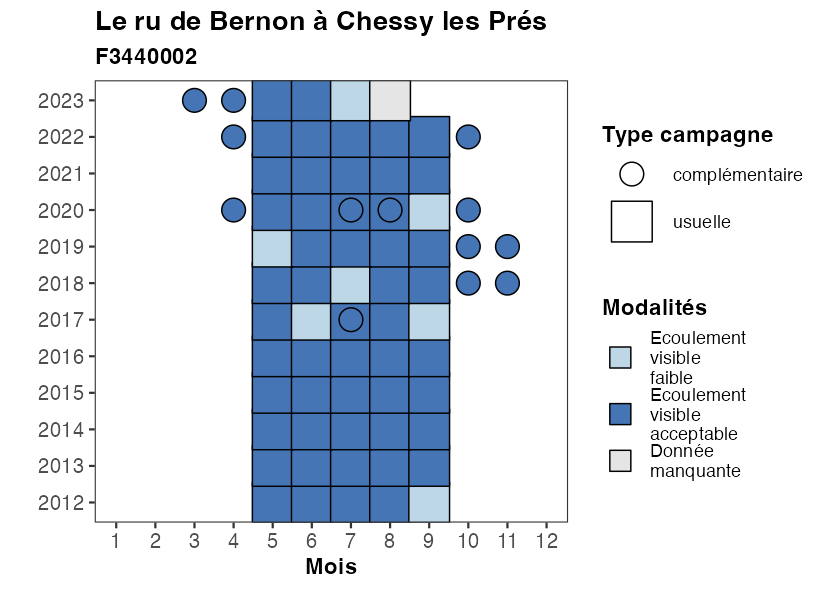 Le ru de Bernon à Chessy les Prés
F3440002
2023
2022
2021
2020
2019
2018
2017
2016
2015
2014
2013
2012
1 2 3 4 5 6 7 8 9 10 11 12
Mois
Type campagne
complémentaire
usuelle
Modalités
Ecoulement
visible
faible
Ecoulement
visible
acceptable
Donnée
manquante